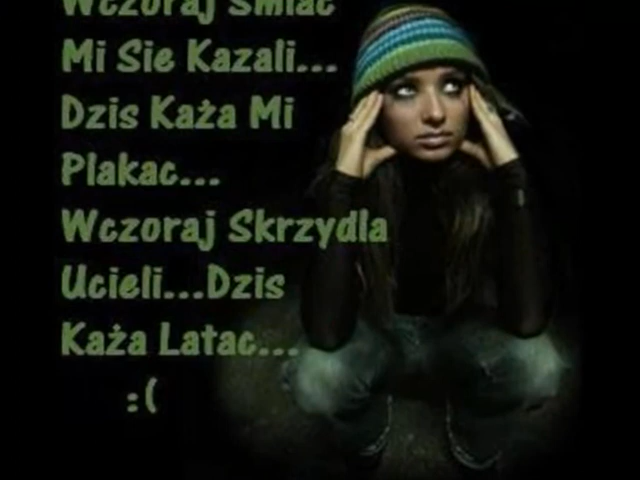 Wczoraj Smiac
Mi Sie Kazali...
Dzis Każa Mi
Plakac...
Wczoraj Skrzydla
Ucieli...Dzis
Każa Latac...
:(